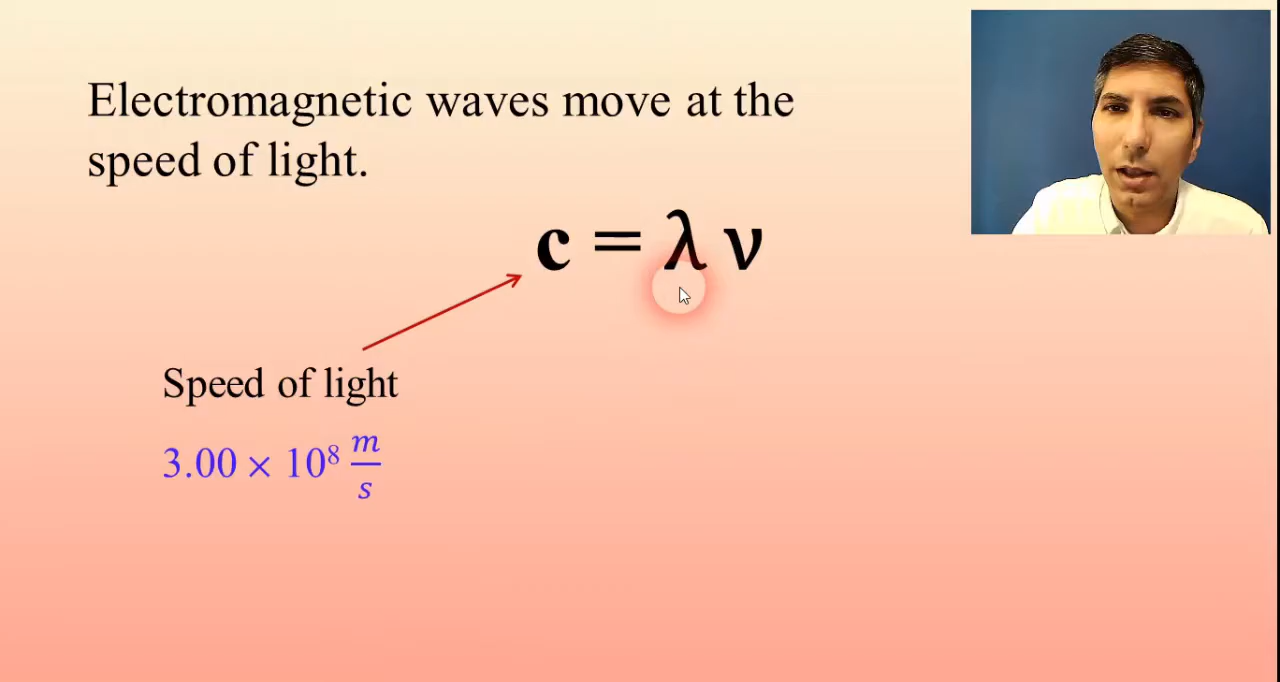 Electromagnetic waves move at the
speed of light.
c = λ ν
Speed of light
3.00 × 10⁸ m/s